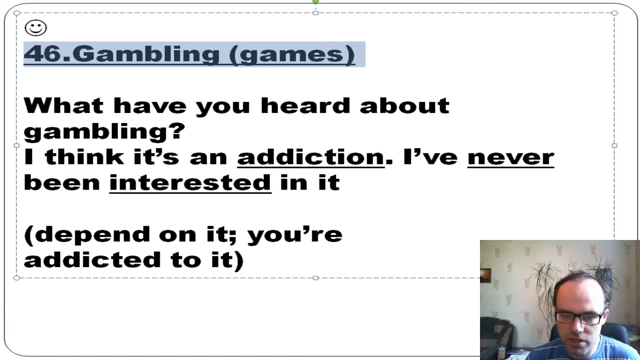 46.Gambling (games)
What have you heard about
gambling?
I think it's an addiction. I've never
been interested in it
(depend on it; you're
addicted to it)